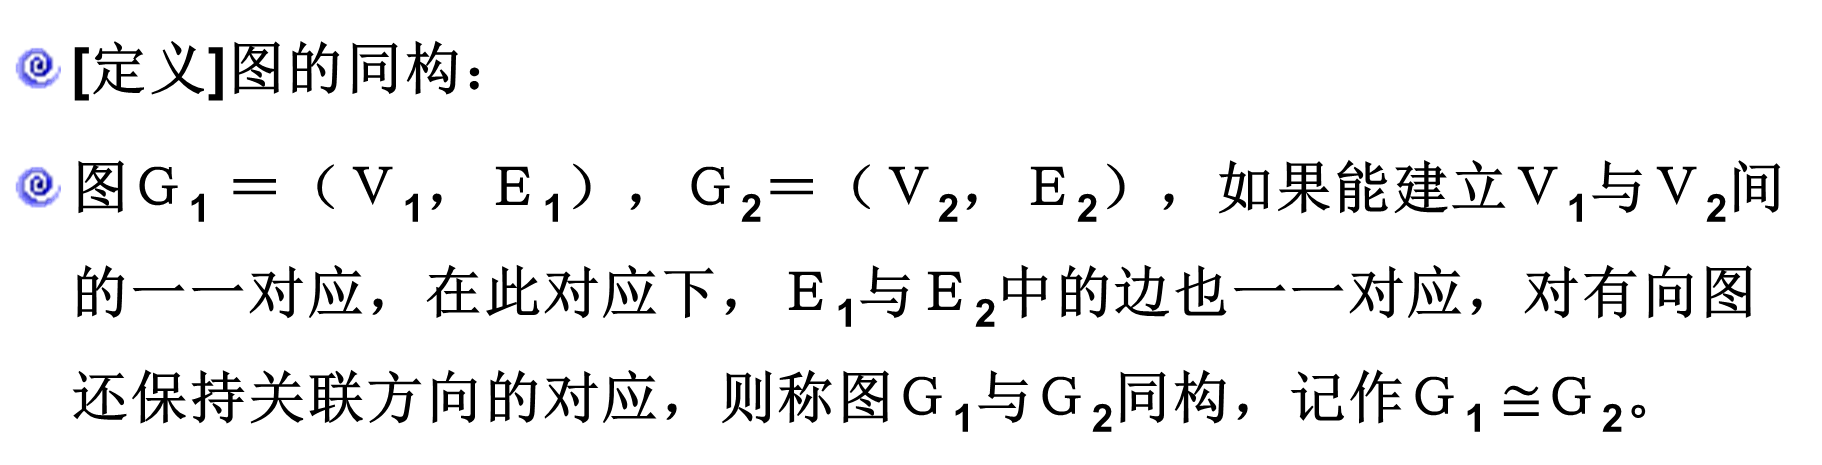 [定义]图的同构：
图G1＝（V1，E1），G2＝（V2，E2），如果能建立V1与V2间
的一一对应，在此对应下，E1与E2中的边也一一对应，对有向图
还保持关联方向的对应，则称图G1与G2同构，记作G1≅G2。